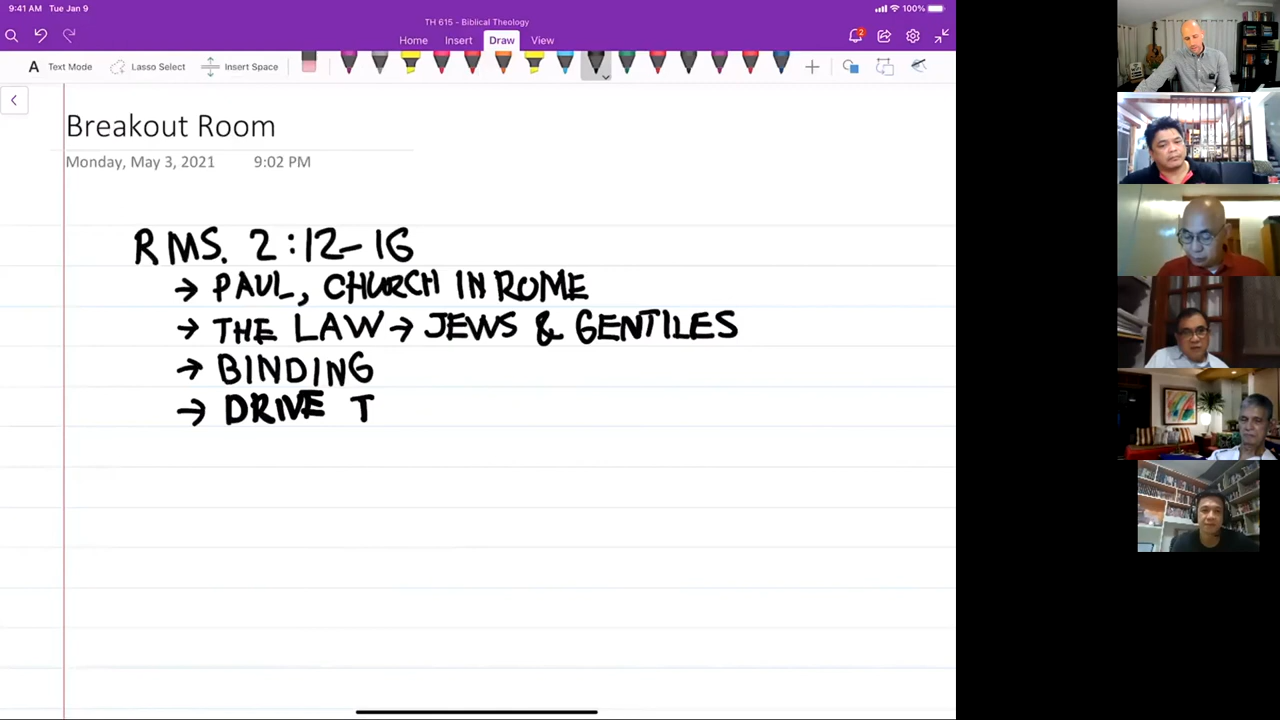 9:41 AM Tue Jan 9
100%
TH 615 - Biblical Theology
Home Insert Draw View
2
A Text Mode Lasso Select Insert Space
Breakout Room
Monday, May 3, 2021 9:02 PM
RMS. 2:12-16
→ PAUL, CHURCH IN ROME
→ THE LAW → JEWS & GENTILES
→ BINDING
→ DRIVE T